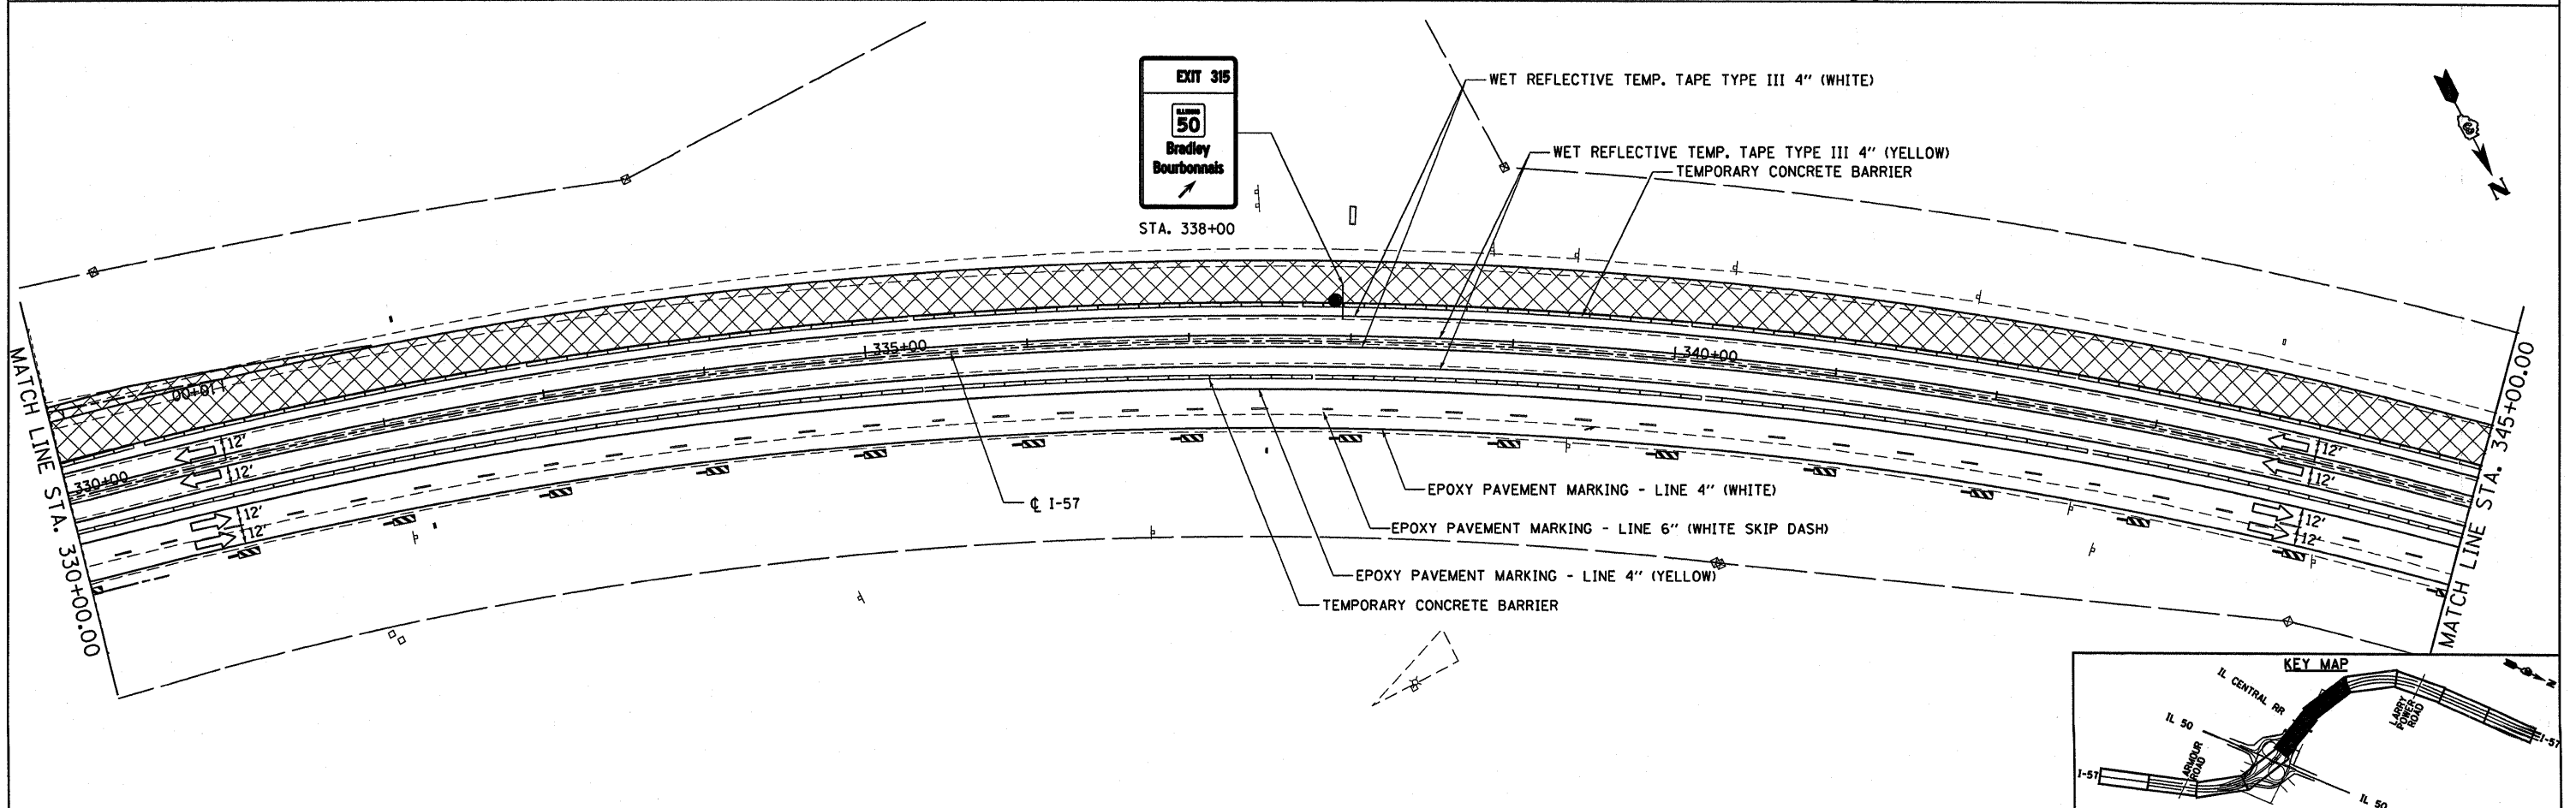 EXIT 315
ILLINOIS
50
Bradley
Bourbonnais
STA. 338+00
WET REFLECTIVE TEMP. TAPE TYPE III 4" (WHITE)
WET REFLECTIVE TEMP. TAPE TYPE III 4" (YELLOW)
TEMPORARY CONCRETE BARRIER
N
MATCH LINE STA. 330+00.00
10+00
330+00
335+00
340+00
12'
12'
12'
12'
12'
12'
12'
12'
MATCH LINE STA. 345+00.00
℄ I-57
EPOXY PAVEMENT MARKING - LINE 4" (WHITE)
EPOXY PAVEMENT MARKING - LINE 6" (WHITE SKIP DASH)
EPOXY PAVEMENT MARKING - LINE 4" (YELLOW)
TEMPORARY CONCRETE BARRIER
KEY MAP
N
IL CENTRAL RR
IL 50
LARRY
POWER
ROAD
I-57
ARMOUR
ROAD
I-57
IL 50